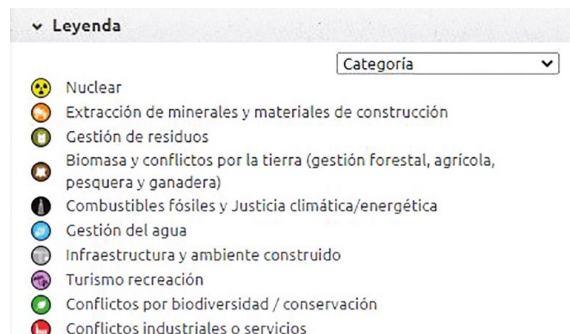 Leyenda
Categoría
Nuclear
Extracción de minerales y materiales de construcción
Gestión de residuos
Biomasa y conflictos por la tierra (gestión forestal, agrícola,
pesquera y ganadera)
Combustibles fósiles y Justicia climática/energética
Gestión del agua
Infraestructura y ambiente construido
Turismo recreación
Conflictos por biodiversidad / conservación
Conflictos industriales o servicios